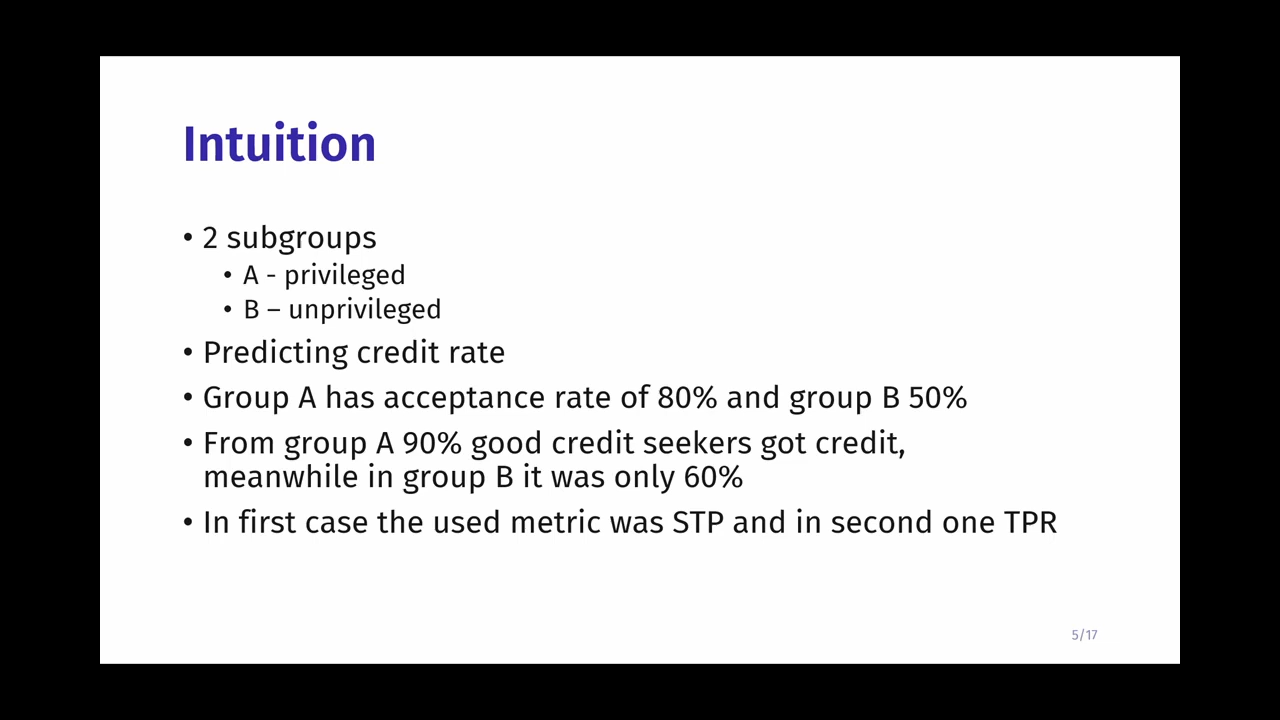 Intuition
• 2 subgroups
• A - privileged
• B – unprivileged
• Predicting credit rate
• Group A has acceptance rate of 80% and group B 50%
• From group A 90% good credit seekers got credit,
meanwhile in group B it was only 60%
• In first case the used metric was STP and in second one TPR
5/17